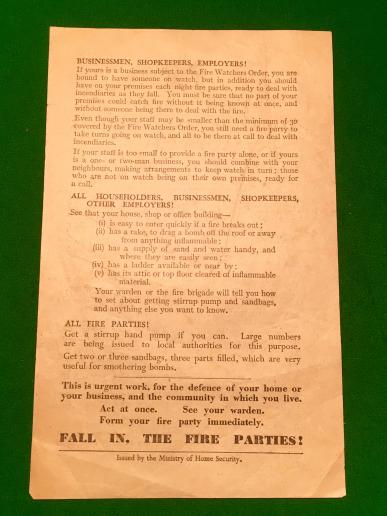 BUSINESSMEN, SHOPKEEPERS, EMPLOYERS!
If yours is a business subject to the Fire Watchers Order, you are
bound to have someone on watch, but in addition you should
have on your premises each night fire parties, ready to deal with
incendiaries as they fall. You must be sure that no part of your
premises could catch fire without it being known at once, and
without someone being there to deal with the fire.
Even though your staff may be smaller than the minimum of 30
covered by the Fire Watchers Order, you still need a fire party to
take turns going on watch, and all to be there at call to deal with
incendiaries.
If your staff is too small to provide a fire party alone, or if yours
is a one- or two-man business, you should combine with your
neighbours, making arrangements to keep watch in turn; those
who are not on watch being on their own premises, ready for
a call.
ALL HOUSEHOLDERS, BUSINESSMEN, SHOPKEEPERS,
OTHER EMPLOYERS!
See that your house, shop or office building—
(i) is easy to enter quickly if a fire breaks out;
(ii) has a rake, to drag a bomb off the roof or away
from anything inflammable;
(iii) has a supply of sand and water handy, and
where they are easily seen;
(iv) has a ladder available or near by;
(v) has its attic or top floor cleared of inflammable
material.
Your warden or the fire brigade will tell you how
to set about getting stirrup pump and sandbags,
and anything else you want to know.
ALL FIRE PARTIES!
Get a stirrup hand pump if you can. Large numbers
are being issued to local authorities for this purpose.
Get two or three sandbags, three parts filled, which are very
useful for smothering bombs.
This is urgent work, for the defence of your home or
your business, and the community in which you live.
Act at once. See your warden.
Form your fire party immediately.
FALL IN, THE FIRE PARTIES!
Issued by the Ministry of Home Security.